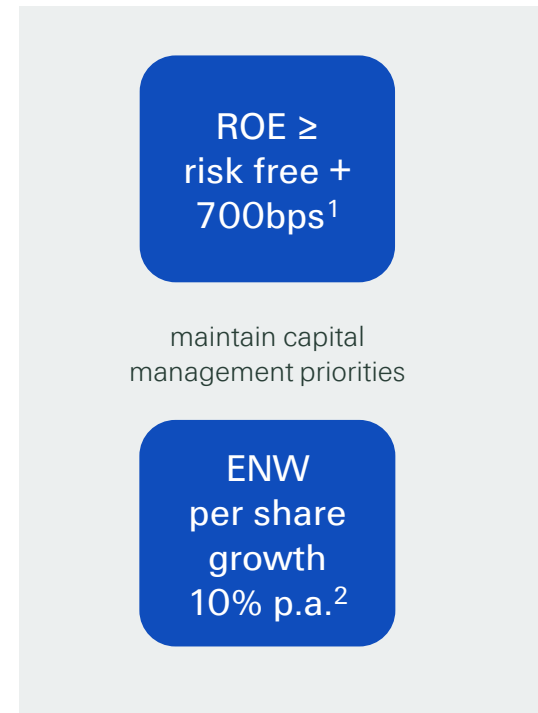 ROE ≥
risk free +
700bps¹
maintain capital
management priorities
ENW
per share
growth
10% p.a.²